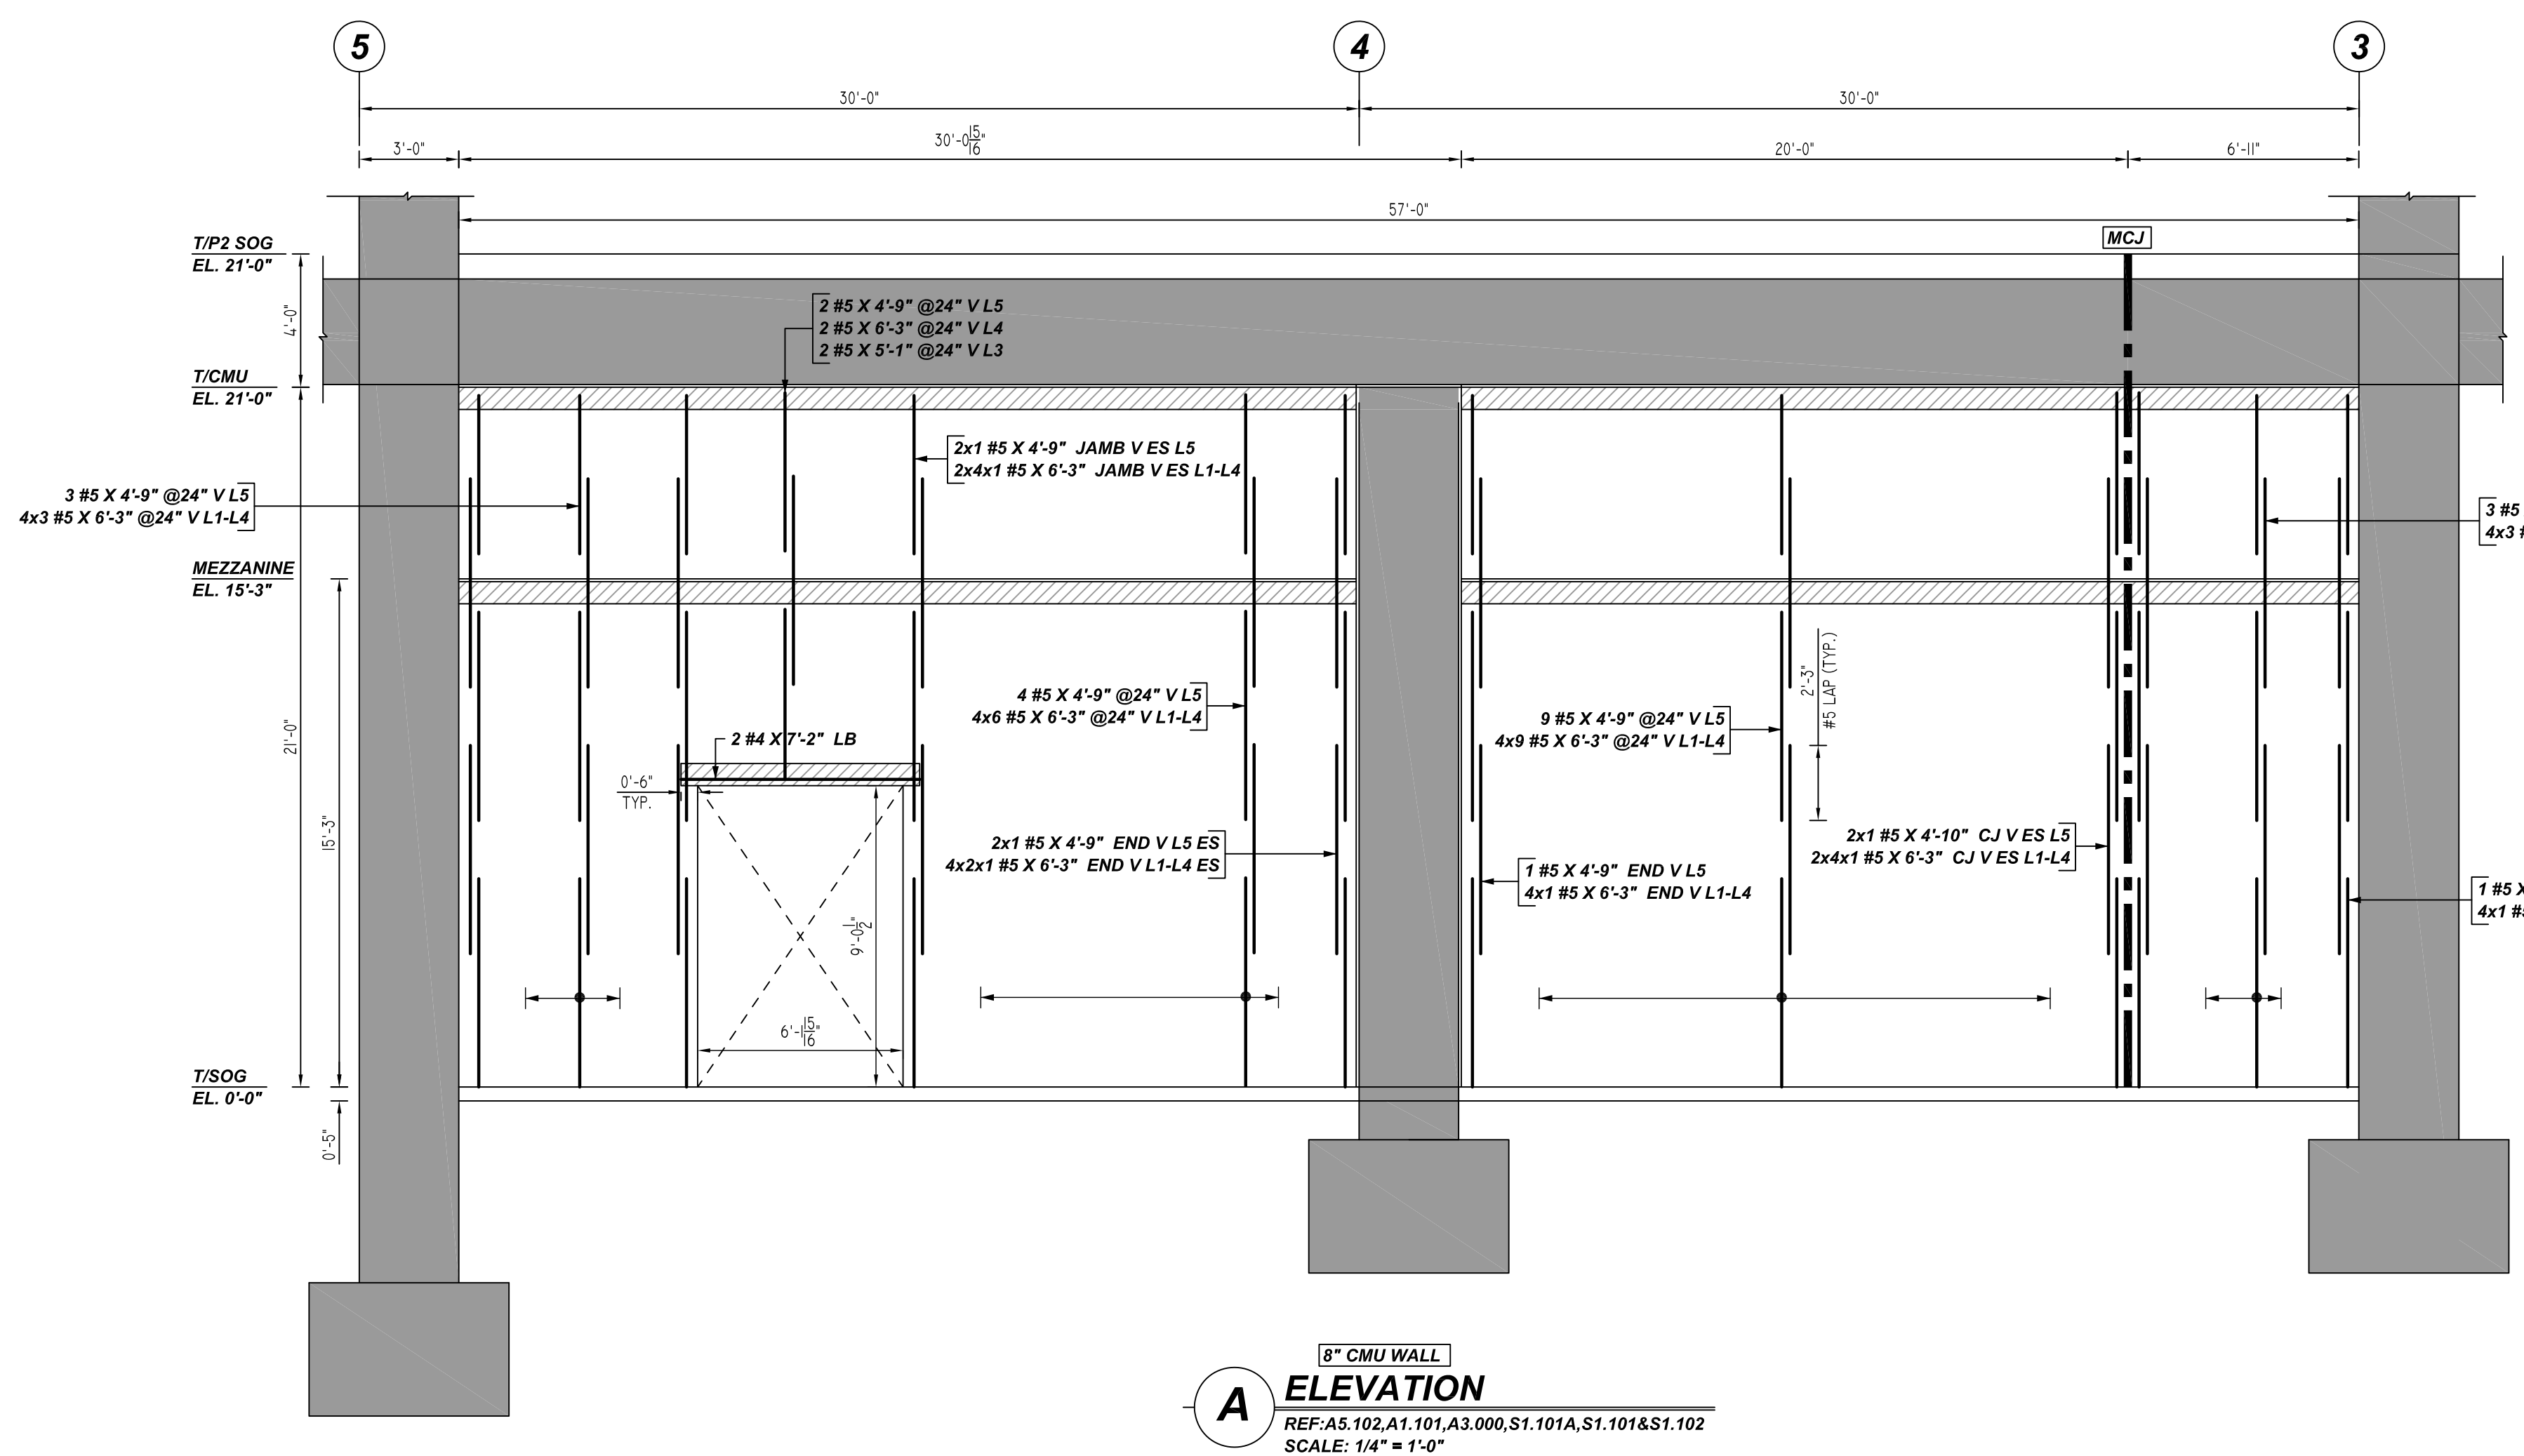 5
4
3
30'-0"
30'-0"
3'-0"
30'-0 15/16"
20'-0"
6'-11"
57'-0"
MCJ
T/P2 SOG
EL. 21'-0"
4'-0"
2 #5 X 4'-9" @24" V L5
2 #5 X 6'-3" @24" V L4
2 #5 X 5'-1" @24" V L3
T/CMU
EL. 21'-0"
2x1 #5 X 4'-9" JAMB V ES L5
2x4x1 #5 X 6'-3" JAMB V ES L1-L4
3 #5 X 4'-9" @24" V L5
4x3 #5 X 6'-3" @24" V L1-L4
3 #5
4x3 #
MEZZANINE
EL. 15'-3"
4 #5 X 4'-9" @24" V L5
4x6 #5 X 6'-3" @24" V L1-L4
2'-3"
#5 LAP (TYP.)
9 #5 X 4'-9" @24" V L5
4x9 #5 X 6'-3" @24" V L1-L4
21'-0"
2 #4 X 7'-2" LB
0'-6"
TYP.
15'-3"
2x1 #5 X 4'-9" END V L5 ES
4x2x1 #5 X 6'-3" END V L1-L4 ES
2x1 #5 X 4'-10" CJ V ES L5
2x4x1 #5 X 6'-3" CJ V ES L1-L4
1 #5 X 4'-9" END V L5
4x1 #5 X 6'-3" END V L1-L4
1 #5 X
4x1 #5
9'-0 1/2"
x
6'-1 15/16"
T/SOG
EL. 0'-0"
0'-5"
8" CMU WALL
A
ELEVATION
REF:A5.102,A1.101,A3.000,S1.101A,S1.101&S1.102
SCALE: 1/4" = 1'-0"